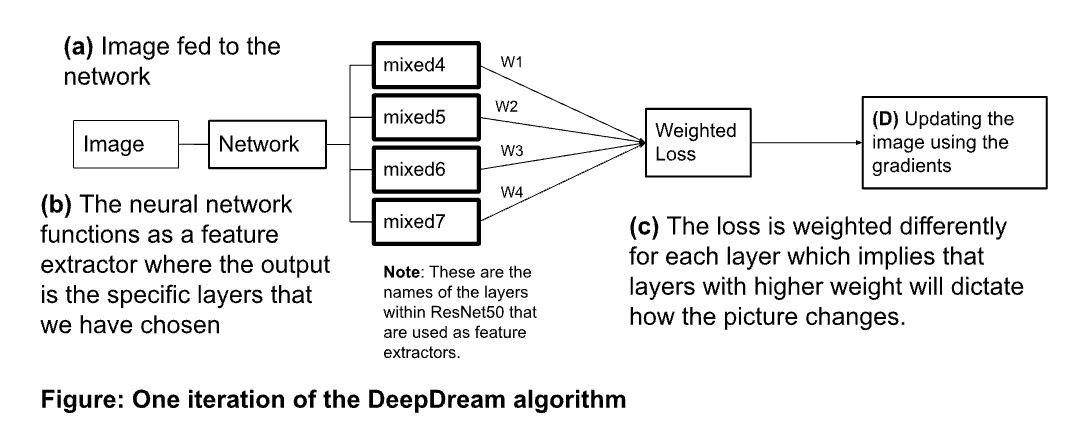 (a) Image fed to the
network
Image
Network
(b) The neural network
functions as a feature
extractor where the output
is the specific layers that
we have chosen
mixed4
mixed5
mixed6
mixed7
W1
W2
W3
W4
Note: These are the
names of the layers
within ResNet50 that
are used as feature
extractors.
Weighted
Loss
(c) The loss is weighted differently
for each layer which implies that
layers with higher weight will dictate
how the picture changes.
(D) Updating the
image using the
gradients
Figure: One iteration of the DeepDream algorithm